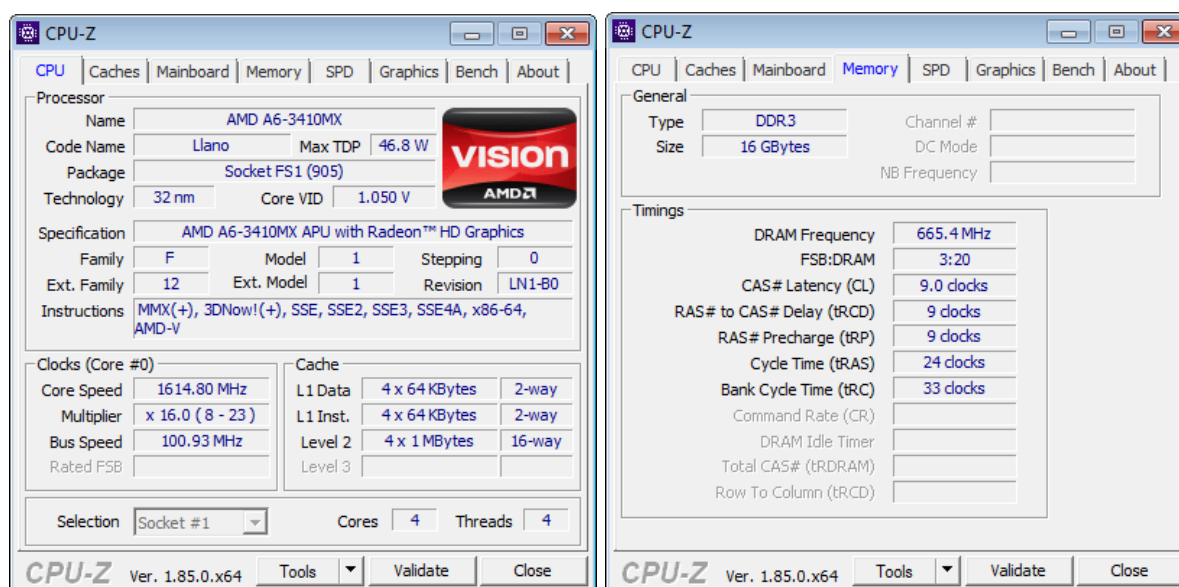 CPU-Z
CPU Caches Mainboard Memory SPD Graphics Bench About
Processor
Name AMD A6-3410MX
Code Name Llano Max TDP 46.8 W
Package Socket FS1 (905)
Technology 32 nm Core VID 1.050 V
VISION
AMD
Specification AMD A6-3410MX APU with Radeon™ HD Graphics
Family F Model 1 Stepping 0
Ext. Family 12 Ext. Model 1 Revision LN1-B0
Instructions MMX(+), 3DNow!(+), SSE, SSE2, SSE3, SSE4A, x86-64,
AMD-V
Clocks (Core #0)
Core Speed 1614.80 MHz
Multiplier x 16.0 ( 8 - 23 )
Bus Speed 100.93 MHz
Rated FSB
Cache
L1 Data 4 x 64 KBytes 2-way
L1 Inst. 4 x 64 KBytes 2-way
Level 2 4 x 1 MBytes 16-way
Level 3
Selection Socket #1 Cores 4 Threads 4
CPU-Z Ver. 1.85.0.x64 Tools Validate Close
CPU-Z
CPU Caches Mainboard Memory SPD Graphics Bench About
General
Type DDR3 Channel #
Size 16 GBytes DC Mode
NB Frequency
Timings
DRAM Frequency 665.4 MHz
FSB:DRAM 3:20
CAS# Latency (CL) 9.0 clocks
RAS# to CAS# Delay (tRCD) 9 clocks
RAS# Precharge (tRP) 9 clocks
Cycle Time (tRAS) 24 clocks
Bank Cycle Time (tRC) 33 clocks
Command Rate (CR)
DRAM Idle Timer
Total CAS# (tRDRAM)
Row To Column (tRCD)
CPU-Z Ver. 1.85.0.x64 Tools Validate Close